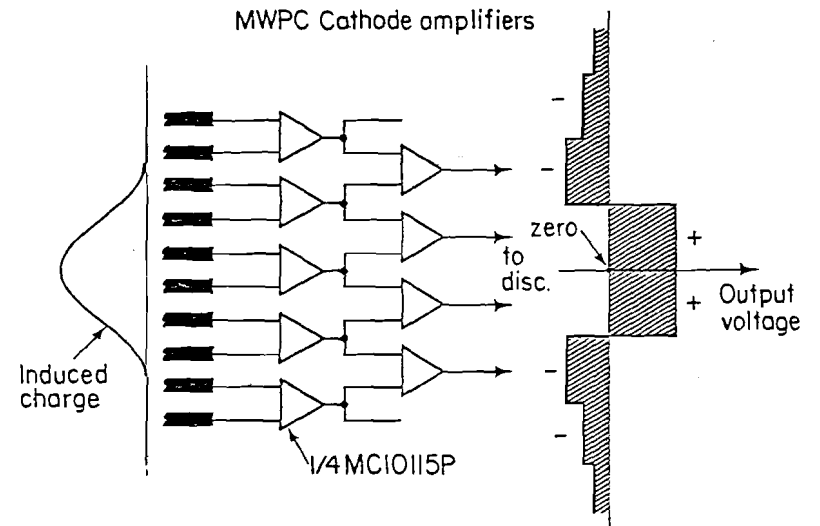 MWPC Cathode amplifiers
−
−
zero
+
to
disc.
+
Output
voltage
Induced
charge
−
−
1/4 MC10115P